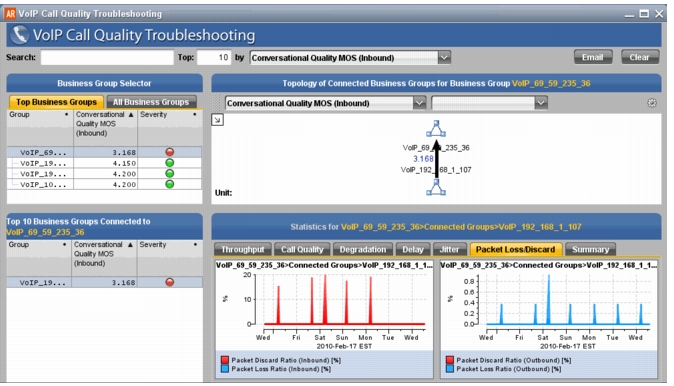 AR VoIP Call Quality Troubleshooting
VoIP Call Quality Troubleshooting
Search: Top: 10 by Conversational Quality MOS (Inbound) Email Clear
Business Group Selector
Top Business Groups All Business Groups
Group Conversational Quality MOS (Inbound) Severity
VoIP_69... 3.168
VoIP_19... 4.150
VoIP_19... 4.200
VoIP_10... 4.200
Topology of Connected Business Groups for Business Group VoIP_69_59_235_36
Conversational Quality MOS (Inbound)
VoIP_69_ _235_36
3.168
VoIP_192_ 68_1_107
Unit:
Top 10 Business Groups Connected to
VoIP_69_59_235_36
Group Conversational Quality MOS (Inbound) Severity
VoIP_19... 3.168
Statistics for VoIP_69_59_235_36>Connected Groups>VoIP_192_168_1_107
Throughput Call Quality Degradation Delay Jitter Packet Loss/Discard Summary
VoIP_69_59_235_36>Connected Groups>VoIP_192_168_1_1...
20
%
10
0
Wed Fri Sat Sun Mon Tue Wed
2010-Feb-17 EST
Packet Discard Ratio (Inbound) [%]
Packet Loss Ratio (Inbound) [%]
VoIP_69_59_235_36>Connected Groups>VoIP_192_168_1_1...
0.8
0.6
%
0.4
0.2
0.0
Wed Fri Sat Sun Mon Tue Wed
2010-Feb-17 EST
Packet Discard Ratio (Outbound) [%]
Packet Loss Ratio (Outbound) [%]